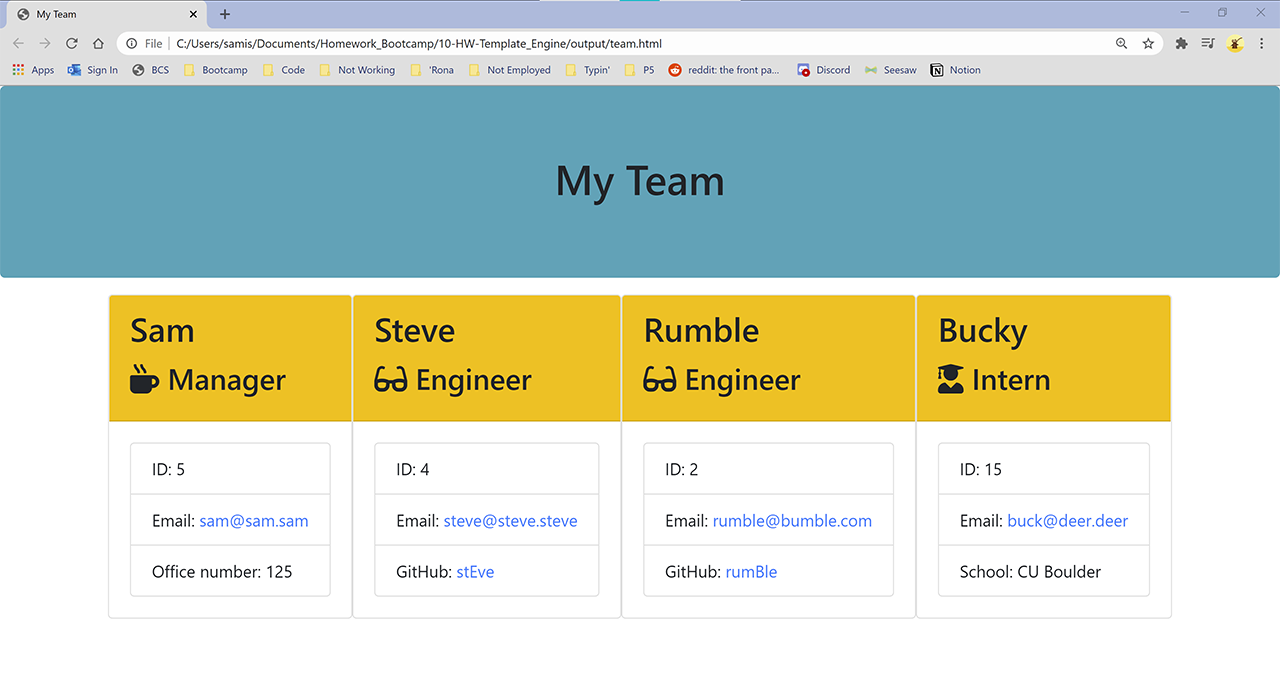 My Team
File C:/Users/samis/Documents/Homework_Bootcamp/10-HW-Template_Engine/output/team.html
Apps Sign In BCS Bootcamp Code Not Working 'Rona Not Employed Typin' P5 reddit: the front pa... Discord Seesaw Notion
My Team
Sam
Manager
ID: 5
Email: sam@sam.sam
Office number: 125
Steve
Engineer
ID: 4
Email: steve@steve.steve
GitHub: stEve
Rumble
Engineer
ID: 2
Email: rumble@bumble.com
GitHub: rumBle
Bucky
Intern
ID: 15
Email: buck@deer.deer
School: CU Boulder